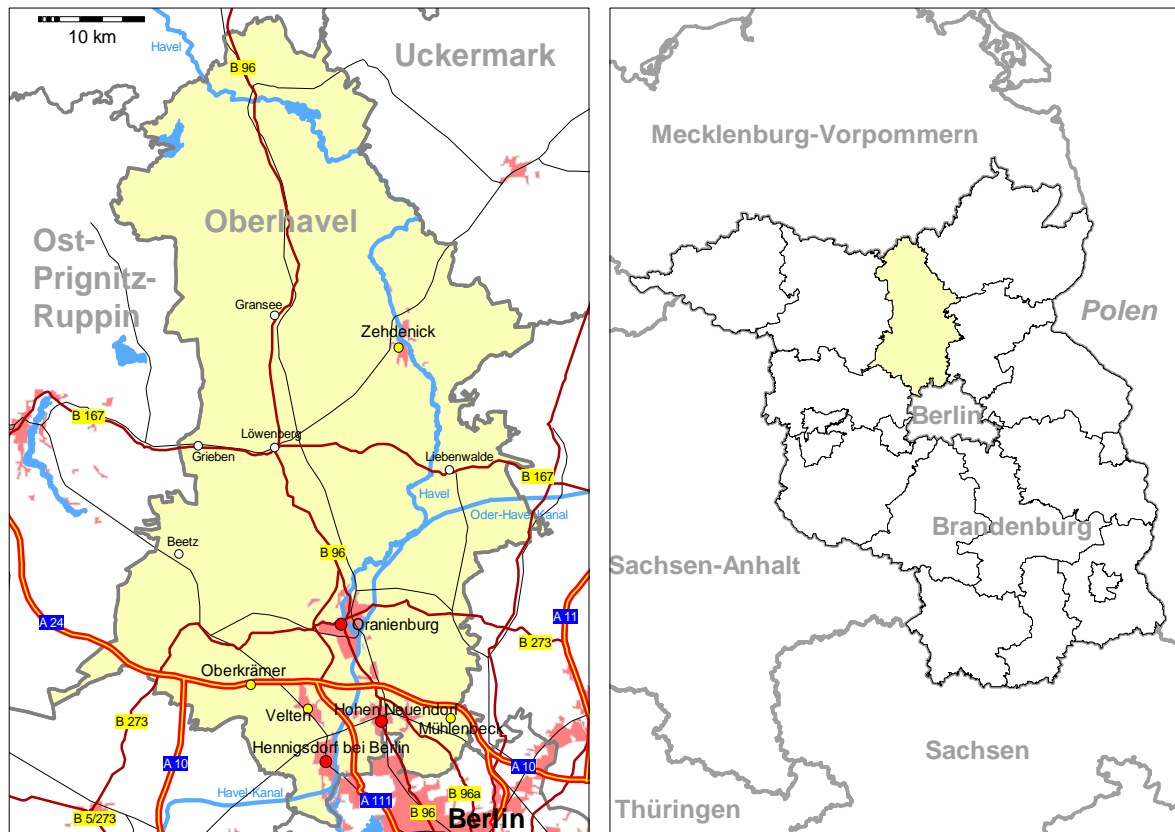 10 km
Havel
Uckermark
B 96
Oberhavel
Ost-
Prignitz-
Ruppin
Gransee
Zehdenick
B 167
Löwenberg
Grieben
Liebenwalde
B 167
Havel
Oder-Havel-Kanal
Beetz
B 96
A 24
Oranienburg
A 11
B 273
Oberkrämer
Velten
Hohen Neuendorf
Mühlenbeck
B 273
Hennigsdorf bei Berlin
A 10
A 10
Havel-Kanal
A 111
B 96a
B 5/273
B 96
Berlin
Mecklenburg-Vorpommern
Polen
Berlin
Brandenburg
Sachsen-Anhalt
Sachsen
Thüringen